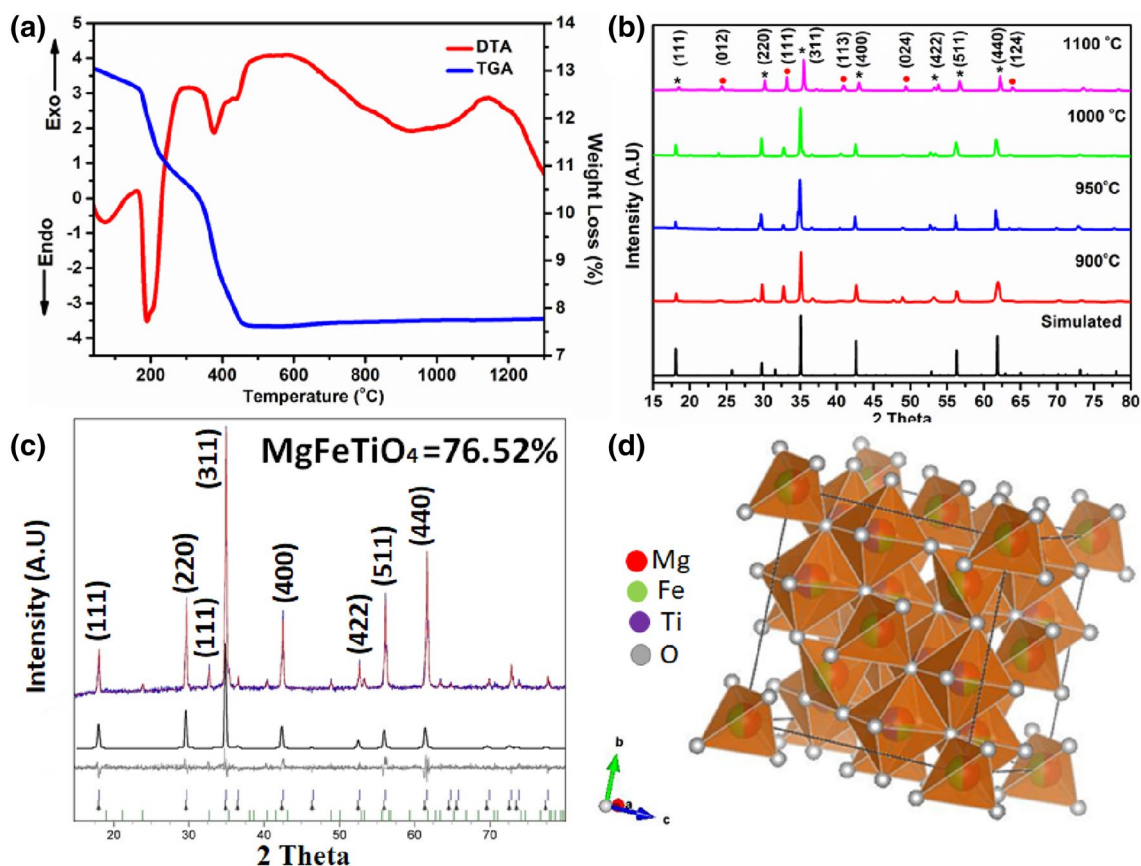 (a)
5
4
3
2
1
0
-1
-2
-3
-4
Endo
Exo
DTA
TGA
14
13
12
11
10
9
8
7
Weight Loss (%)
200 400 600 800 1000 1200
Temperature (°C)
(b)
(111) (012) (220) (111) (311) (113) (400) (024) (422) (511) (440) (124)
* * * * * * * *
1100 °C
1000 °C
950°C
900°C
Simulated
Intensity (A.U)
15 20 25 30 35 40 45 50 55 60 65 70 75 80
2 Theta
(c)
MgFeTiO₄=76.52%
(111) (220) (111) (311) (400) (422) (511) (440)
Intensity (A.U)
20 30 40 50 60 70
2 Theta
(d)
Mg
Fe
Ti
O
b
a
c